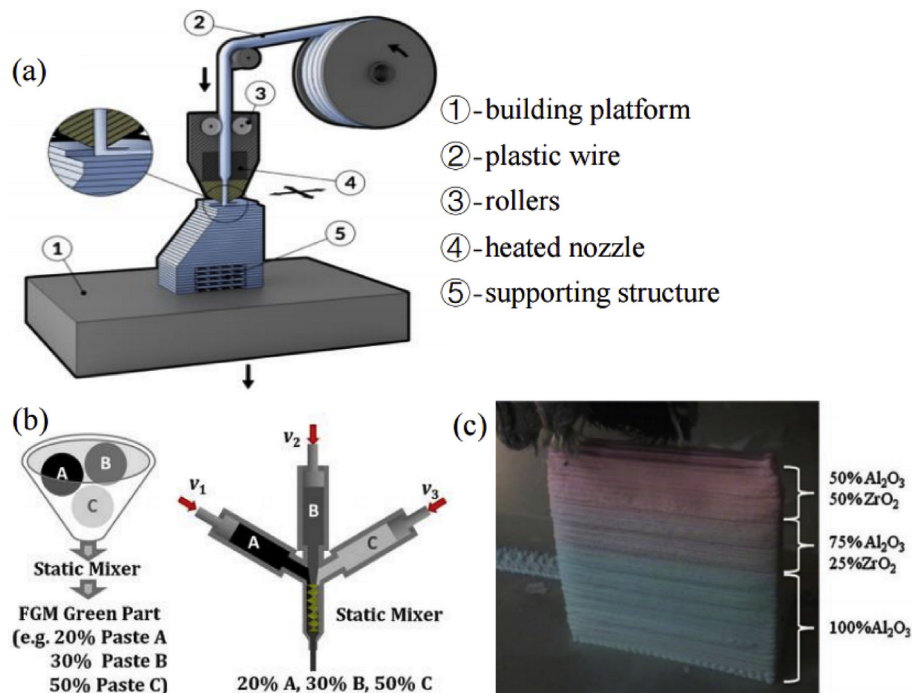 (a)
2
3
4
5
1
①-building platform
②-plastic wire
③-rollers
④-heated nozzle
⑤-supporting structure
(b)
A
B
C
Static Mixer
FGM Green Part
(e.g. 20% Paste A
30% Paste B
50% Paste C)
v₁
v₂
v₃
A
B
C
Static Mixer
20% A, 30% B, 50% C
(c)
50%Al₂O₃
50%ZrO₂
75%Al₂O₃
25%ZrO₂
100%Al₂O₃